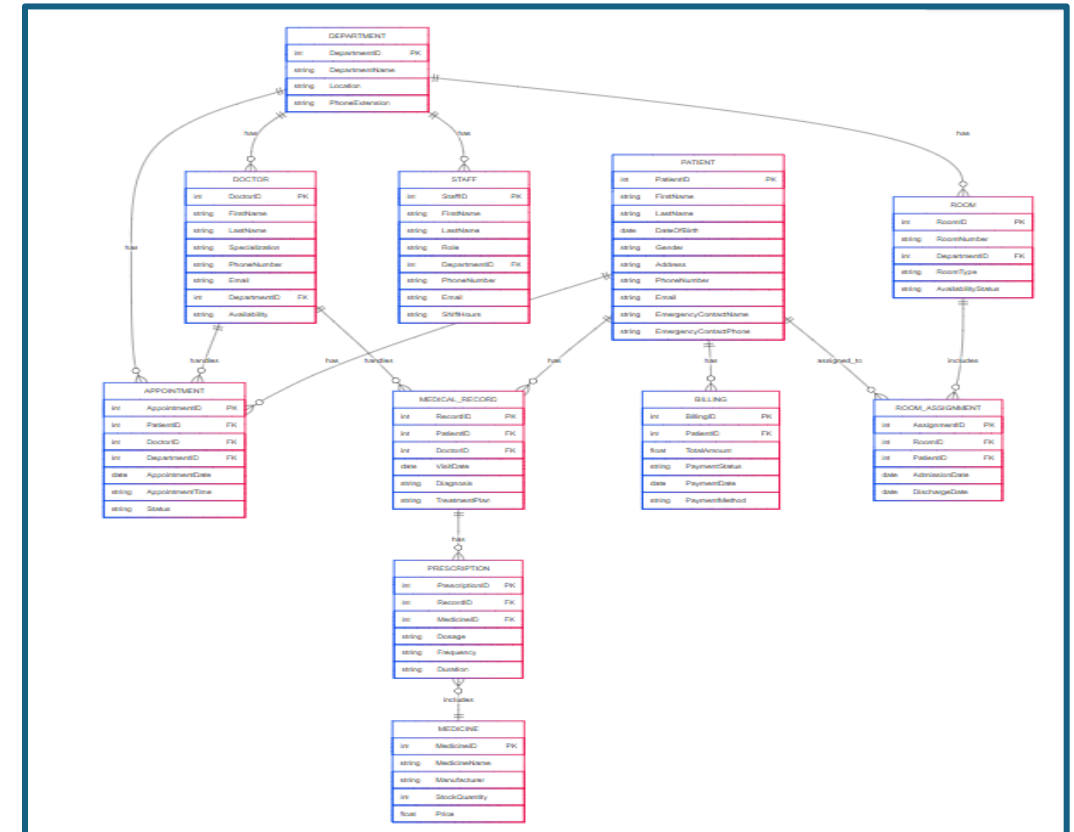 DEPARTMENT
int DepartmentID PK
string DepartmentName
string Location
string PhoneExtension
has
has
has
DOCTOR
int DoctorID PK
string FirstName
string LastName
string Specialization
string PhoneNumber
string Email
int DepartmentID FK
string Availability
STAFF
int StaffID PK
string FirstName
string LastName
string Role
int DepartmentID FK
string PhoneNumber
string Email
string ShiftHours
PATIENT
int PatientID PK
string FirstName
string LastName
date DateOfBirth
string Gender
string Address
string PhoneNumber
string Email
string EmergencyContactName
string EmergencyContactPhone
ROOM
int RoomID PK
string RoomNumber
int DepartmentID FK
string RoomType
string AvailabilityStatus
has
handles
has
handles
has
has
assigned_to
includes
APPOINTMENT
int AppointmentID PK
int PatientID FK
int DoctorID FK
int DepartmentID FK
date AppointmentDate
string AppointmentTime
string Status
MEDICAL_RECORD
int RecordID PK
int PatientID FK
int DoctorID FK
date VisitDate
string Diagnosis
string TreatmentPlan
BILLING
int BillingID PK
int PatientID FK
float TotalAmount
string PaymentStatus
date PaymentDate
string PaymentMethod
ROOM_ASSIGNMENT
int AssignmentID PK
int RoomID FK
int PatientID FK
date AdmissionDate
date DischargeDate
has
PRESCRIPTION
int PrescriptionID PK
int RecordID FK
int MedicineID FK
string Dosage
string Frequency
string Duration
includes
MEDICINE
int MedicineID PK
string MedicineName
string Manufacturer
int StockQuantity
float Price